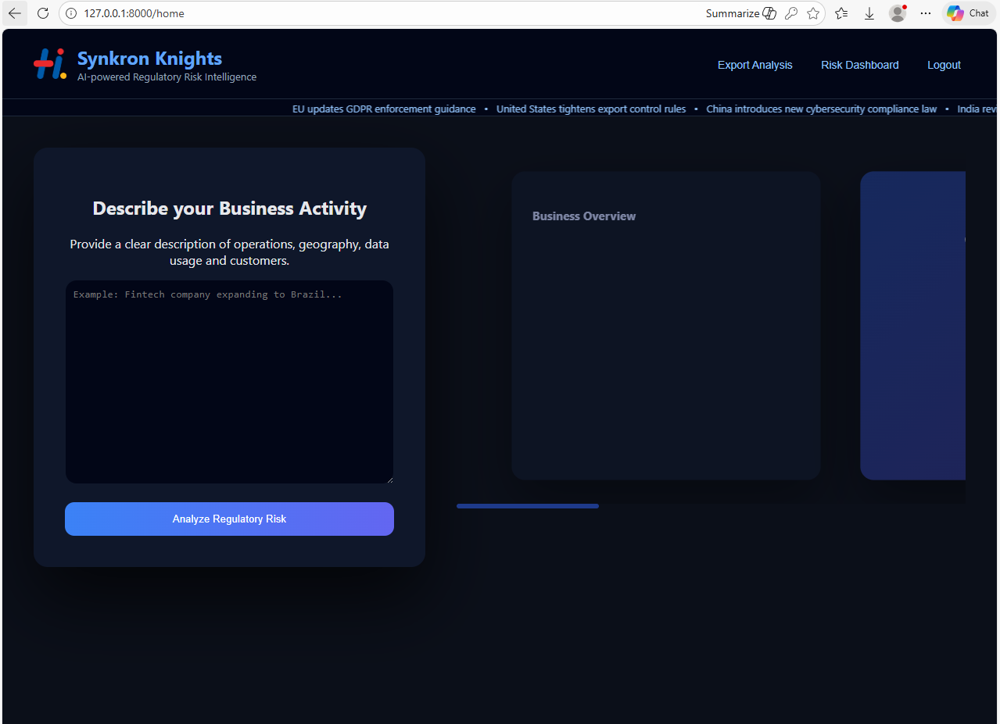 127.0.0.1:8000/home
Summarize
Chat
Synkron Knights
AI-powered Regulatory Risk Intelligence
Export Analysis
Risk Dashboard
Logout
EU updates GDPR enforcement guidance • United States tightens export control rules • China introduces new cybersecurity compliance law • India
Describe your Business Activity
Provide a clear description of operations, geography, data
usage and customers.
Example: Fintech company expanding to Brazil...
Analyze Regulatory Risk
Business Overview